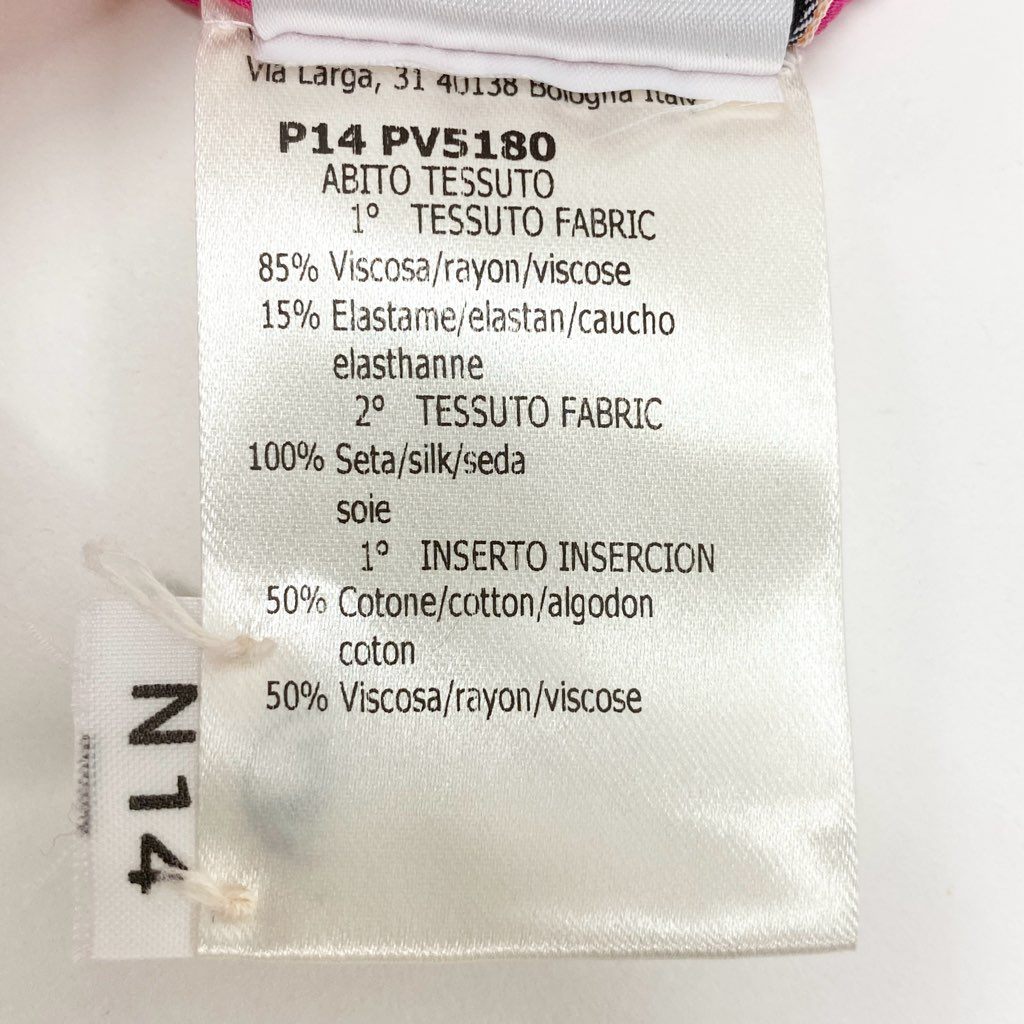 Via Larga, 31 40138 Bologna Italy
P14 PV5180
ABITO TESSUTO
1° TESSUTO FABRIC
85% Viscosa/rayon/viscose
15% Elastame/elastan/caucho
elasthanne
2° TESSUTO FABRIC
100% Seta/silk/seda
soie
1° INSERTO INSERCION
50% Cotone/cotton/algodon
coton
50% Viscosa/rayon/viscose
N 14